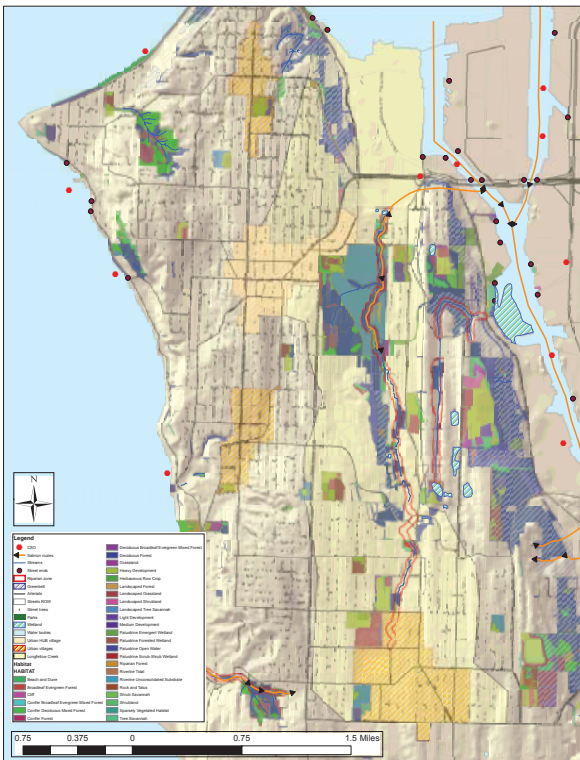 N
Legend
CSO
Salmon routes
Streams
Street ends
Riparian zone
Greenbelt
Arterials
Streets ROW
Street trees
Parks
Wetland
Water bodies
Urban HUB village
Urban villages
Longfellow Creek
Habitat
HABITAT
Beach and Dune
Broadleaf Evergreen Forest
Cliff
Conifer Broadleaf Evergreen Mixed Forest
Conifer Deciduous Mixed Forest
Conifer Forest
Deciduous Broadleaf Evergreen Mixed Forest
Deciduous Forest
Grassland
Heavy Development
Herbaceous Row Crop
Landscaped Forest
Landscaped Grassland
Landscaped Shrubland
Landscaped Tree Savannah
Light Development
Medium Development
Palustrine Emergent Wetland
Palustrine Forested Wetland
Palustrine Open Water
Palustrine Scrub Shrub Wetland
Riparian Forest
Riverine Tidal
Riverine Unconsolidated Substrate
Rock and Talus
Shrub Savannah
Shrubland
Sparsely Vegetated Habitat
Tree Savannah
0.75 0.375 0 0.75 1.5 Miles